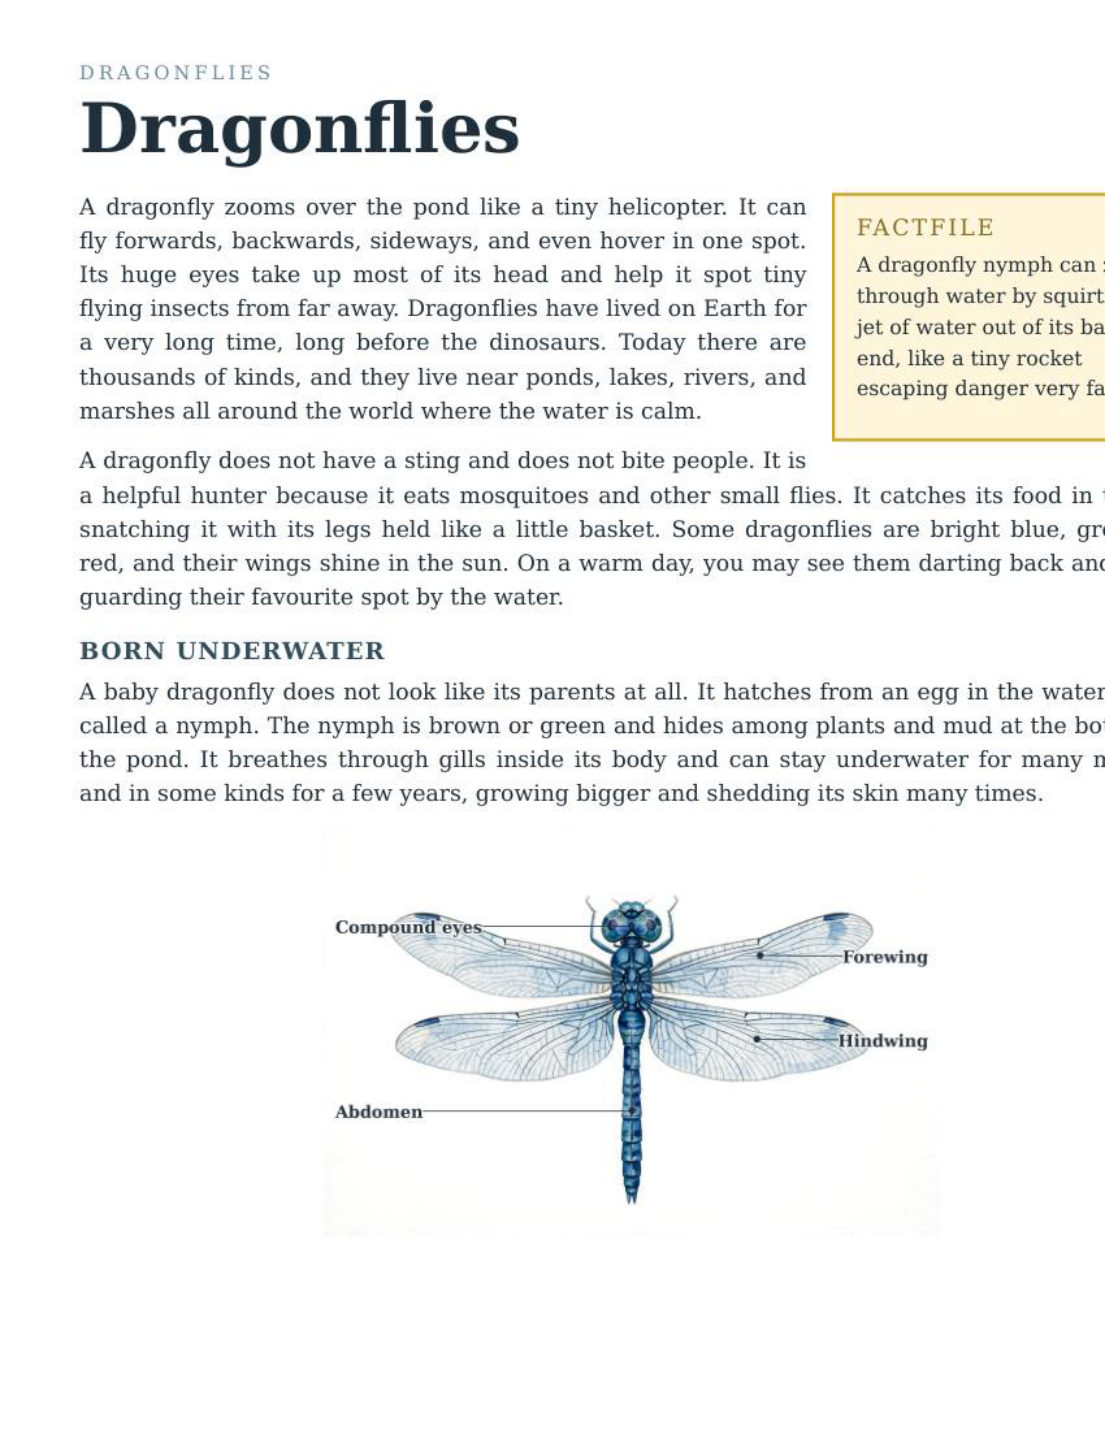 DRAGONFLIES
Dragonflies
A dragonfly zooms over the pond like a tiny helicopter. It can
fly forwards, backwards, sideways, and even hover in one spot.
Its huge eyes take up most of its head and help it spot tiny
flying insects from far away. Dragonflies have lived on Earth for
a very long time, long before the dinosaurs. Today there are
thousands of kinds, and they live near ponds, lakes, rivers, and
marshes all around the world where the water is calm.
FACTFILE
A dragonfly nymph can
through water by squirt
jet of water out of its ba
end, like a tiny rocket
escaping danger very fa
A dragonfly does not have a sting and does not bite people. It is
a helpful hunter because it eats mosquitoes and other small flies. It catches its food in
snatching it with its legs held like a little basket. Some dragonflies are bright blue, gre
red, and their wings shine in the sun. On a warm day, you may see them darting back and
guarding their favourite spot by the water.
BORN UNDERWATER
A baby dragonfly does not look like its parents at all. It hatches from an egg in the water
called a nymph. The nymph is brown or green and hides among plants and mud at the bot
the pond. It breathes through gills inside its body and can stay underwater for many
and in some kinds for a few years, growing bigger and shedding its skin many times.
Compound eyes
Forewing
Hindwing
Abdomen